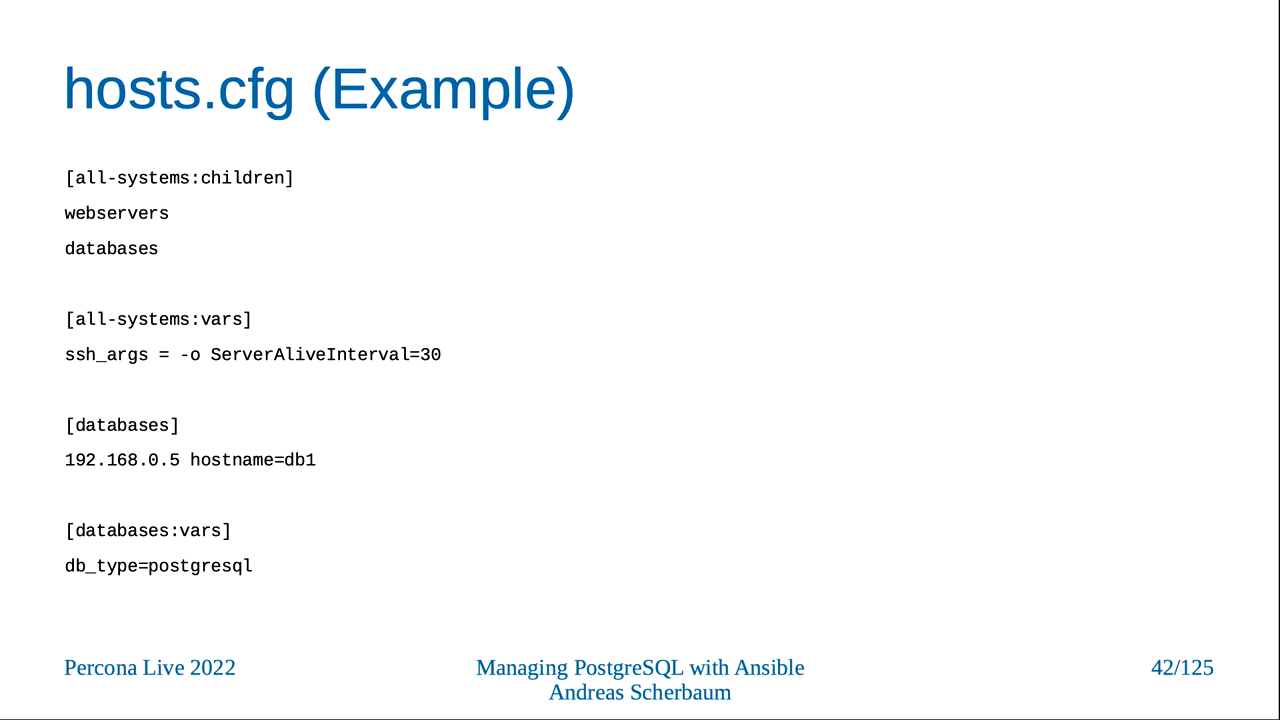 hosts.cfg (Example)
[all-systems:children]
webservers
databases
[all-systems:vars]
ssh_args = -o ServerAliveInterval=30
[databases]
192.168.0.5 hostname=db1
[databases:vars]
db_type=postgresql
Percona Live 2022
Managing PostgreSQL with Ansible
Andreas Scherbaum
42/125